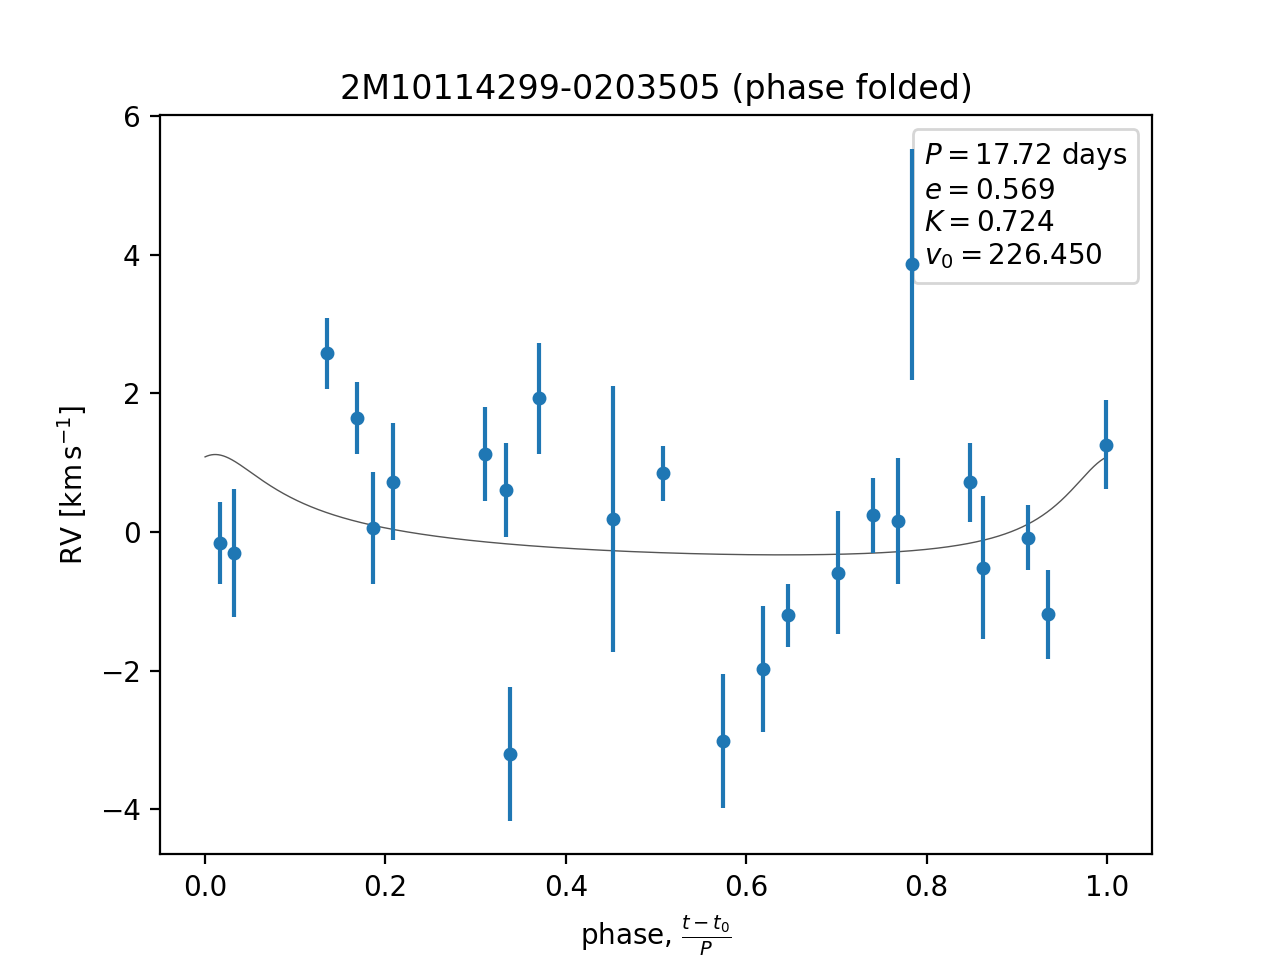 2M10114299-0203505 (phase folded)
P = 17.72 days
e = 0.569
K = 0.724
v₀ = 226.450
6
4
2
0
−2
−4
RV [km s⁻¹]
0.0 0.2 0.4 0.6 0.8 1.0
phase, (t − t₀)/P